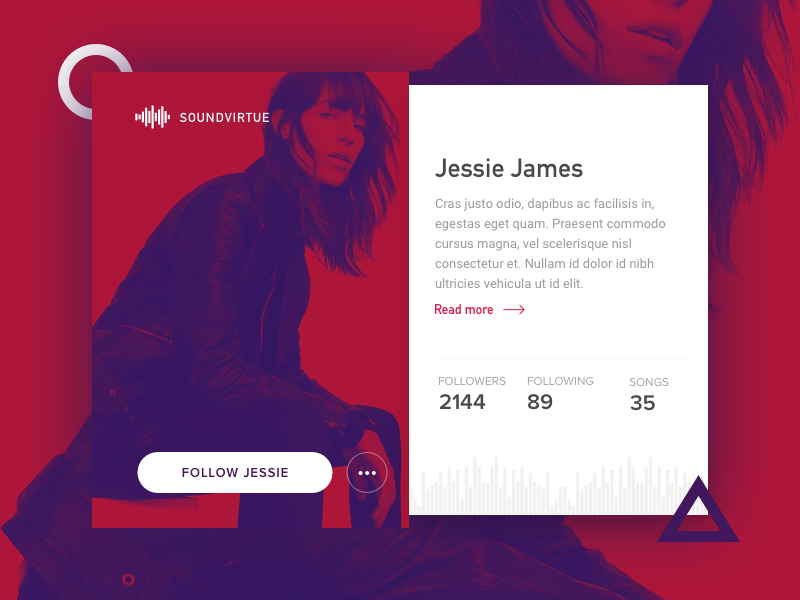 SOUNDVIRTUE
Jessie James
Cras justo odio, dapibus ac facilisis in,
egestas eget quam. Praesent commodo
cursus magna, vel scelerisque nisl
consectetur et. Nullam id dolor id nibh
ultricies vehicula ut id elit.
Read more
FOLLOWERS FOLLOWING SONGS
2144 89 35
FOLLOW JESSIE